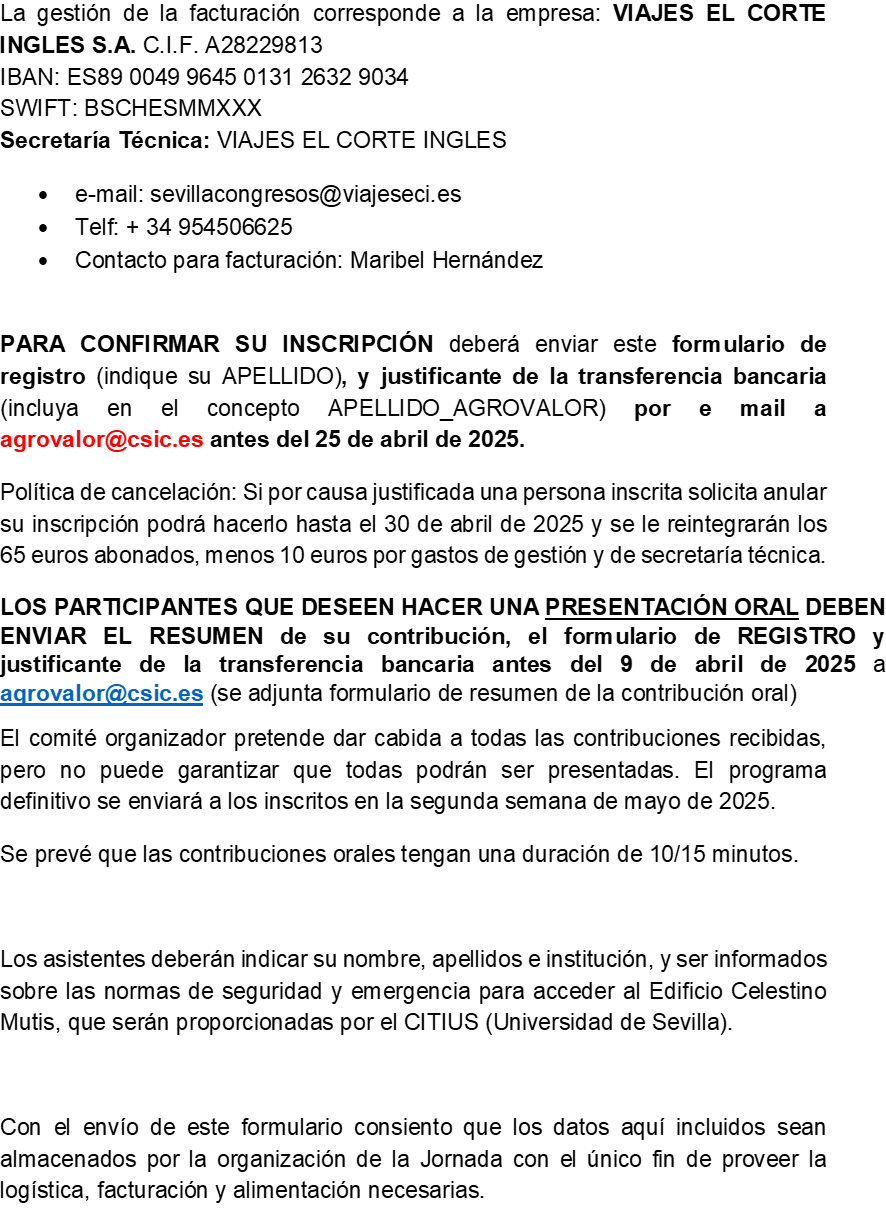 La gestión de la facturación corresponde a la empresa: VIAJES EL CORTE
INGLES S.A. C.I.F. A28229813
IBAN: ES89 0049 9645 0131 2632 9034
SWIFT: BSCHESMMXXX
Secretaría Técnica: VIAJES EL CORTE INGLES
• e-mail: sevillacongresos@viajeseci.es
• Telf: + 34 954506625
• Contacto para facturación: Maribel Hernández
PARA CONFIRMAR SU INSCRIPCIÓN deberá enviar este formulario de
registro (indique su APELLIDO), y justificante de la transferencia bancaria
(incluya en el concepto APELLIDO_AGROVALOR) por e mail a
agrovalor@csic.es antes del 25 de abril de 2025.
Política de cancelación: Si por causa justificada una persona inscrita solicita anular
su inscripción podrá hacerlo hasta el 30 de abril de 2025 y se le reintegrarán los
65 euros abonados, menos 10 euros por gastos de gestión y de secretaría técnica.
LOS PARTICIPANTES QUE DESEEN HACER UNA PRESENTACIÓN ORAL DEBEN
ENVIAR EL RESUMEN de su contribución, el formulario de REGISTRO y
justificante de la transferencia bancaria antes del 9 de abril de 2025 a
agrovalor@csic.es (se adjunta formulario de resumen de la contribución oral)
El comité organizador pretende dar cabida a todas las contribuciones recibidas,
pero no puede garantizar que todas podrán ser presentadas. El programa
definitivo se enviará a los inscritos en la segunda semana de mayo de 2025.
Se prevé que las contribuciones orales tengan una duración de 10/15 minutos.
Los asistentes deberán indicar su nombre, apellidos e institución, y ser informados
sobre las normas de seguridad y emergencia para acceder al Edificio Celestino
Mutis, que serán proporcionadas por el CITIUS (Universidad de Sevilla).
Con el envío de este formulario consiento que los datos aquí incluidos sean
almacenados por la organización de la Jornada con el único fin de proveer la
logística, facturación y alimentación necesarias.